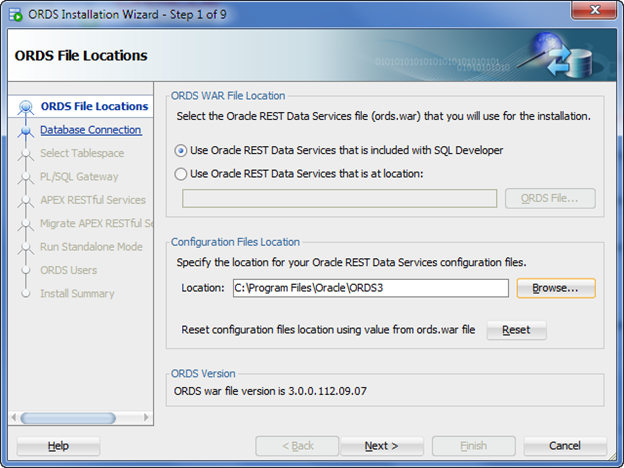 ORDS Installation Wizard - Step 1 of 9
ORDS File Locations
ORDS File Locations
Database Connection
Select Tablespace
PL/SQL Gateway
APEX RESTful Services
Migrate APEX RESTful Se
Run Standalone Mode
ORDS Users
Install Summary
ORDS WAR File Location
Select the Oracle REST Data Services file (ords.war) that you will use for the installation.
Use Oracle REST Data Services that is included with SQL Developer
Use Oracle REST Data Services that is at location:
ORDS File...
Configuration Files Location
Specify the location for your Oracle REST Data Services configuration files.
Location: C:\Program Files\Oracle\ORDS3 Browse...
Reset configuration files location using value from ords.war file Reset
ORDS Version
ORDS war file version is 3.0.0.112.09.07
Help < Back Next > Finish Cancel